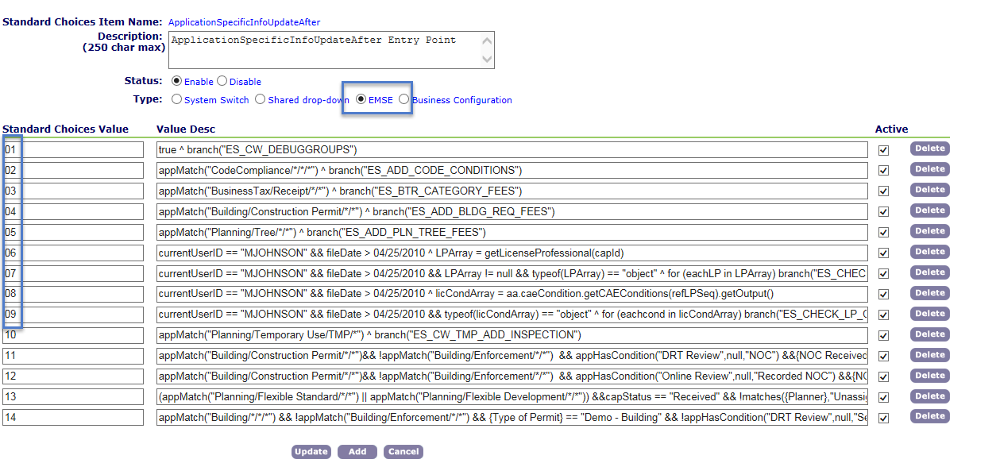 Standard Choices Item Name: ApplicationSpecificInfoUpdateAfter
Description: ApplicationSpecificInfoUpdateAfter Entry Point
(250 char max)
Status: Enable Disable
Type: System Switch Shared drop-down EMSE Business Configuration
Standard Choices Value Value Desc Active
01 true ^ branch("ES_CW_DEBUGGROUPS") Delete
02 appMatch("CodeCompliance/*/*/*") ^ branch("ES_ADD_CODE_CONDITIONS") Delete
03 appMatch("BusinessTax/Receipt/*/*") ^ branch("ES_BTR_CATEGORY_FEES") Delete
04 appMatch("Building/Construction Permit/*/*") ^ branch("ES_ADD_BLDG_REQ_FEES") Delete
05 appMatch("Planning/Tree/*/*") ^ branch("ES_ADD_PLN_TREE_FEES") Delete
06 currentUserID == "MJOHNSON" && fileDate > 04/25/2010 ^ LPArray = getLicenseProfessional(capId) Delete
07 currentUserID == "MJOHNSON" && fileDate > 04/25/2010 && LPArray != null && typeof(LPArray) == "object" ^ for (eachLP in LPArray) branch("ES_CHEC Delete
08 currentUserID == "MJOHNSON" && fileDate > 04/25/2010 ^ licCondArray = aa.caeCondition.getCAEConditions(refLPSeq).getOutput() Delete
09 currentUserID == "MJOHNSON" && fileDate > 04/25/2010 && typeof(licCondArray) == "object" ^ for (eachcond in licCondArray) branch("ES_CHECK_LP_C Delete
10 appMatch("Planning/Temporary Use/TMP/*") ^ branch("ES_CW_TMP_ADD_INSPECTION") Delete
11 appMatch("Building/Construction Permit/*/*")&& !appMatch("Building/Enforcement/*/*") && appHasCondition("DRT Review",null,"NOC") &&{NOC Received Delete
12 appMatch("Building/Construction Permit/*/*")&& !appMatch("Building/Enforcement/*/*") && appHasCondition("Online Review",null,"Recorded NOC") &&{NC Delete
13 (appMatch("Planning/Flexible Standard/*/*") || appMatch("Planning/Flexible Development/*/*")) &&capStatus == "Received" && !matches({Planner},"Unassig Delete
14 appMatch("Building/*/*/*") && !appMatch("Building/Enforcement/*/*") && {Type of Permit} == "Demo - Building" && !appHasCondition("DRT Review",null,"Se Delete
Update Add Cancel